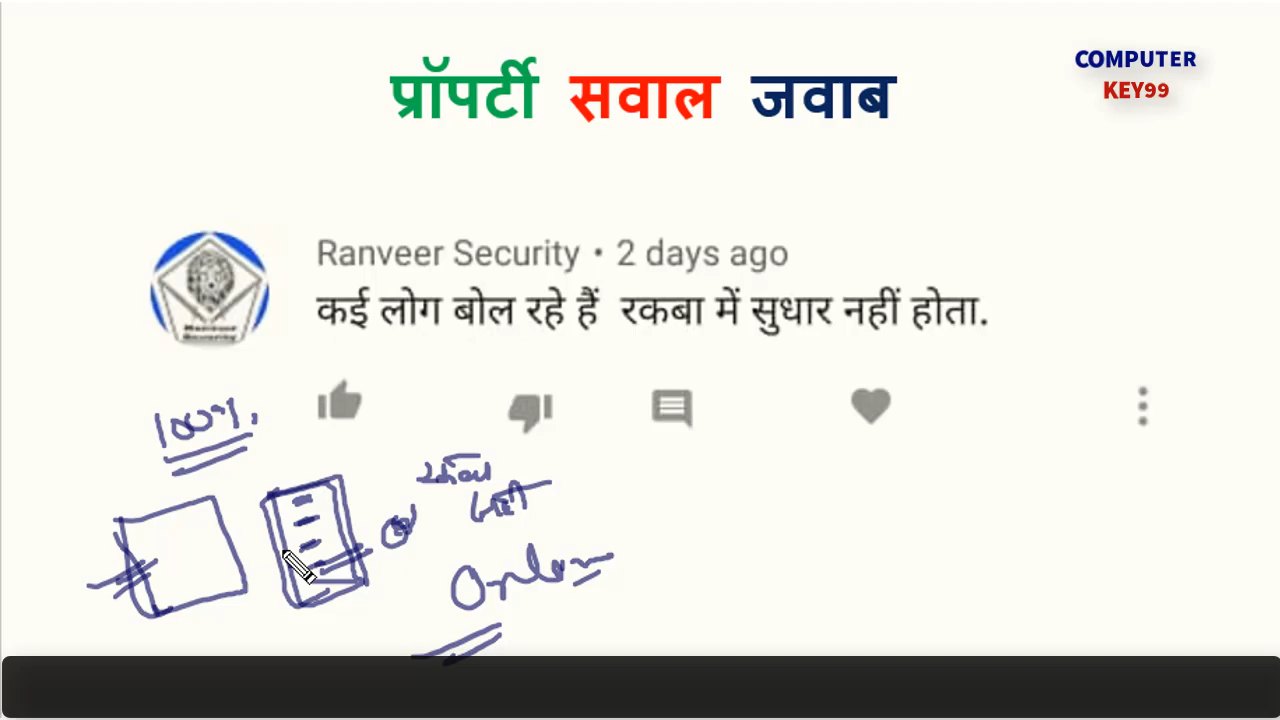 प्रॉपर्टी सवाल जवाब
COMPUTER
KEY99
Ranveer Security • 2 days ago
कई लोग बोल रहे हैं रकबा में सुधार नहीं होता.
100%